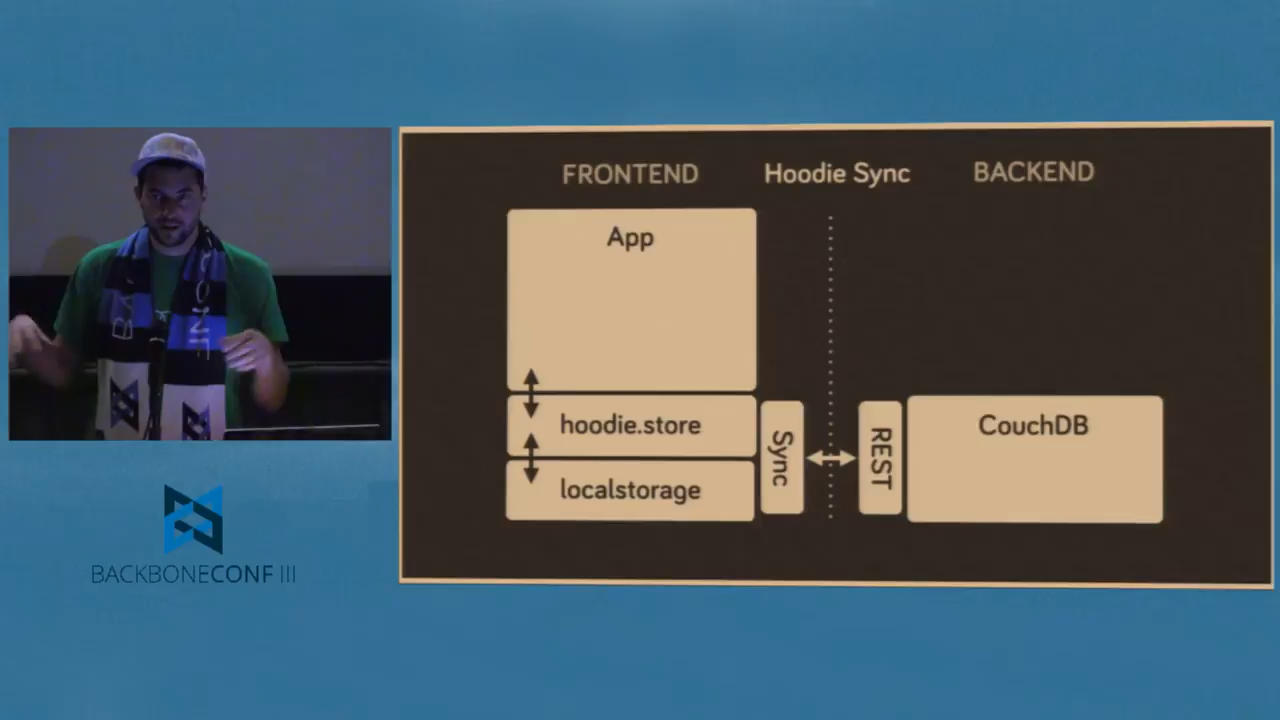 FRONTEND
Hoodie Sync
BACKEND
App
hoodie.store
localstorage
Sync
REST
CouchDB
BACKBONECONF III